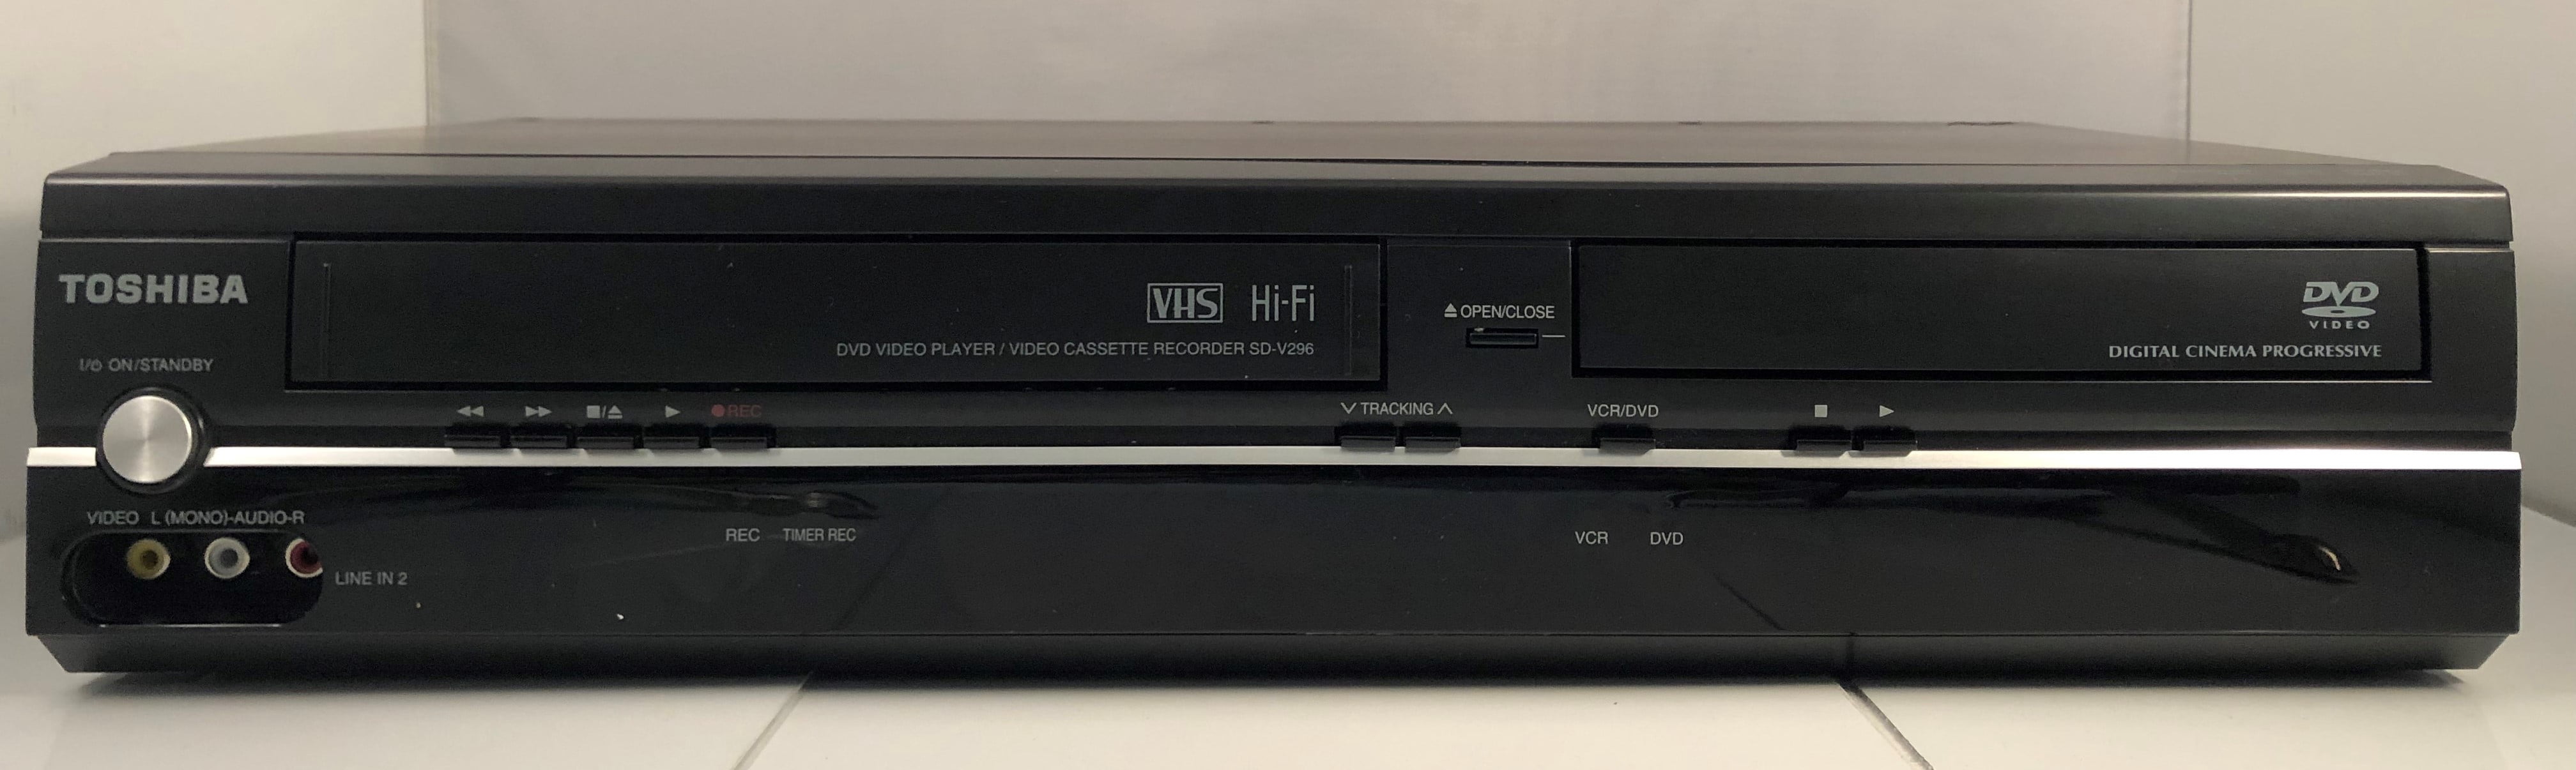 TOSHIBA
VHS Hi-Fi
DVD VIDEO PLAYER / VIDEO CASSETTE RECORDER SD-V296
OPEN/CLOSE
DVD
VIDEO
DIGITAL CINEMA PROGRESSIVE
I/⏻ ON/STANDBY
REC
TRACKING
VCR/DVD
VIDEO L (MONO)-AUDIO-R
LINE IN 2
REC TIMER REC
VCR DVD